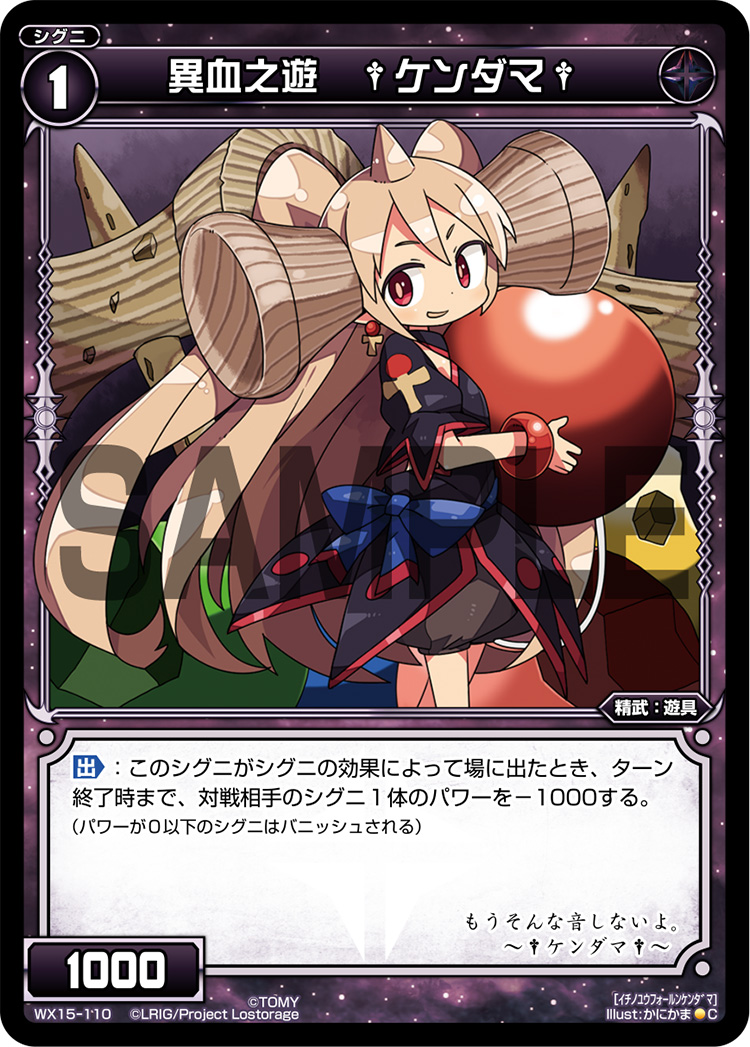 シグニ
1
異血之遊 †ケンダマ†
SAMPLE
精武：遊具
出：このシグニがシグニの効果によって場に出たとき、ターン
終了時まで、対戦相手のシグニ１体のパワーを－1000する。
（パワーが０以下のシグニはバニッシュされる）
もうそんな音しないよ。
～†ケンダマ†～
1000
©TOMY
WX15-110 ©LRIG/Project Lostorage
［イチノユウフォールンケンダマ］
Illust:かにかま C